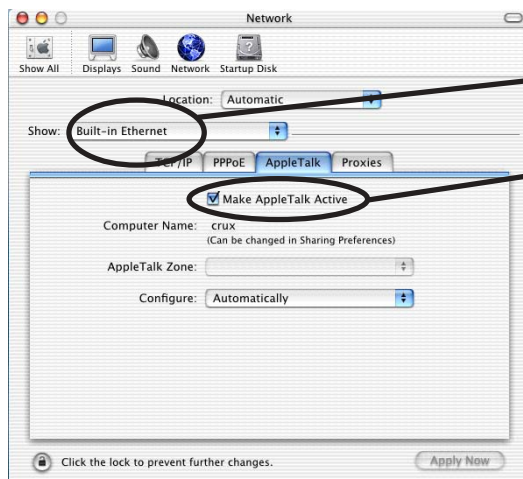 Network
Show All Displays Sound Network Startup Disk
Location: Automatic
Show: Built-in Ethernet
TCP/IP PPPoE AppleTalk Proxies
Make AppleTalk Active
Computer Name: crux
(Can be changed in Sharing Preferences)
AppleTalk Zone:
Configure: Automatically
Click the lock to prevent further changes. Apply Now